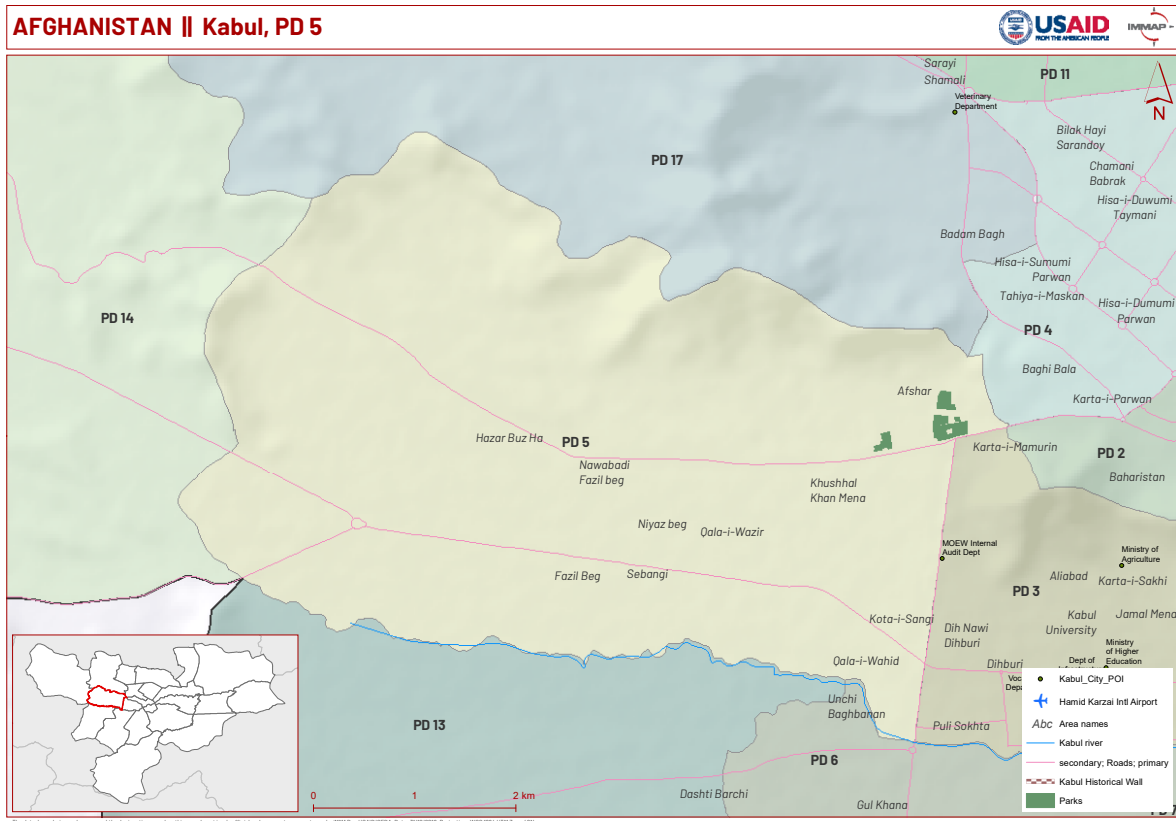 AFGHANISTAN || Kabul, PD 5
USAID
FROM THE AMERICAN PEOPLE
IMMAP
Sarayi
Shamali
PD 11
N
Veterinary
Department
Bilak Hayi
Sarandoy
PD 17
Chamani
Babrak
Hisa-i-Duwumi
Taymani
Badam Bagh
Hisa-i-Sumumi
Parwan
Tahiya-i-Maskan
Hisa-i-Dumumi
Parwan
PD 14
PD 4
Baghi Bala
Afshar
Karta-i-Parwan
Hazar Buz Ha
PD 5
Karta-i-Mamurin
PD 2
Baharistan
Nawabadi
Fazil beg
Khushhal
Khan Mena
Niyaz beg
Qala-i-Wazir
MOEW Internal
Audit Dept
Ministry of
Agriculture
Fazil Beg
Sebangi
Aliabad
Karta-i-Sakhi
PD 3
Kabul
University
Jamal Mena
Kota-i-Sangi
Dih Nawi
Dihburi
Ministry
of Higher
Education
Qala-i-Wahid
Dihburi
Dept of
Unchi
Baghbanan
Puli Sokhta
PD 13
PD 6
Dashti Barchi
Gul Khana
0 1 2 km
Kabul_City_POI
Hamid Karzai Intl Airport
Abc Area names
Kabul river
secondary; Roads; primary
Kabul Historical Wall
Parks